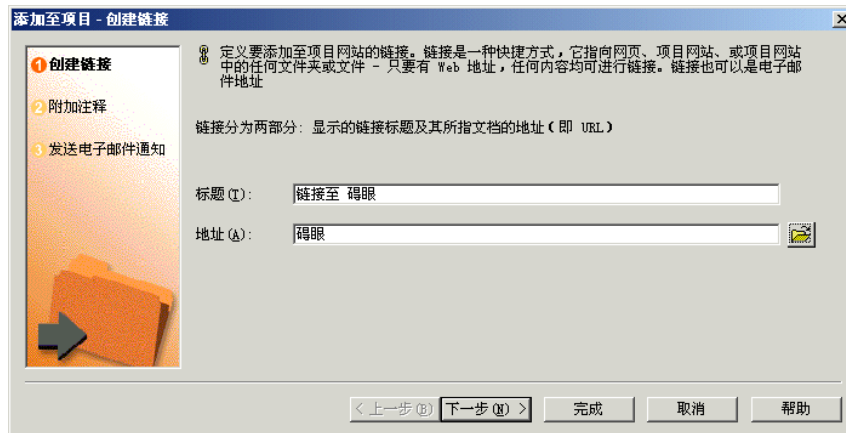 添加至项目 - 创建链接
1 创建链接
2 附加注释
3 发送电子邮件通知
定义要添加至项目网站的链接。链接是一种快捷方式，它指向网页、项目网站、或项目网站
中的任何文件夹或文件 - 只要有 Web 地址，任何内容均可进行链接。链接也可以是电子邮
件地址
链接分为两部分: 显示的链接标题及其所指文档的地址(即 URL)
标题(T): 链接至 碭眼
地址(A): 碭眼
< 上一步(B) 下一步(N) > 完成 取消 帮助